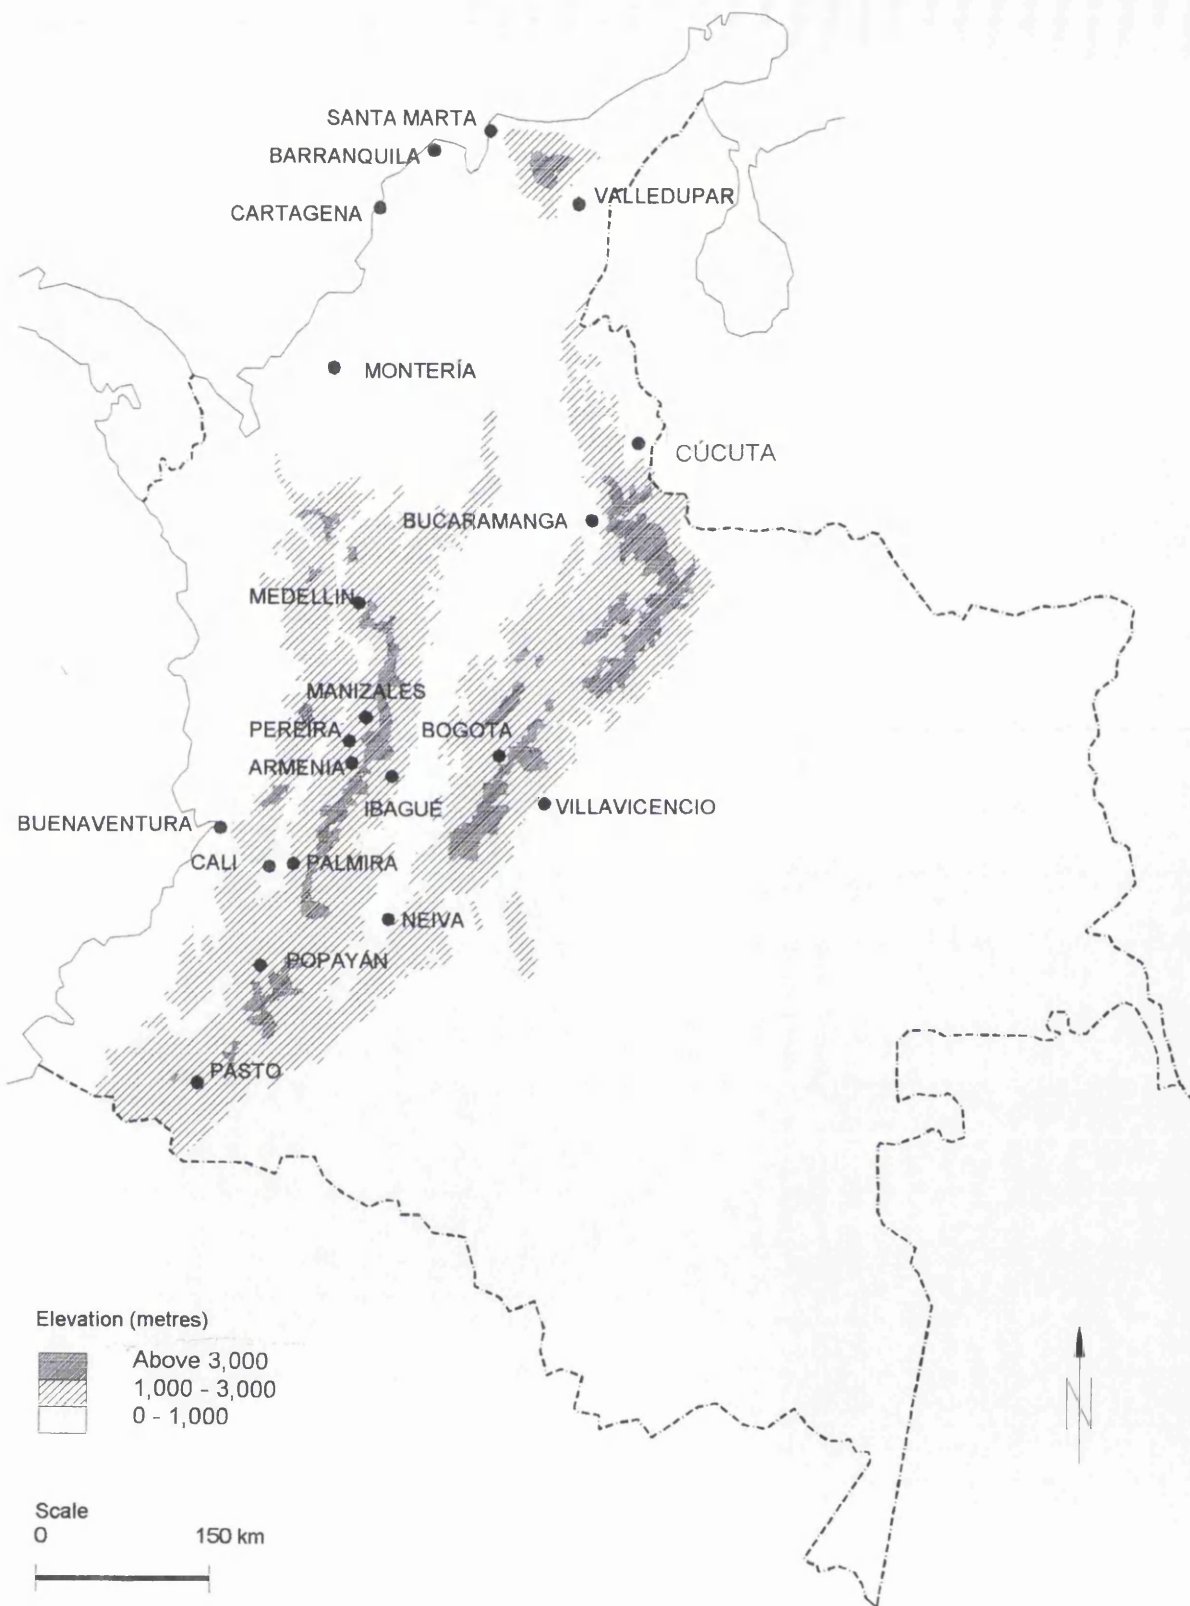 SANTA MARTA
BARRANQUILA
VALLEDUPAR
CARTAGENA
MONTERÍA
CÚCUTA
BUCARAMANGA
MEDELLIN
MANIZALES
PEREIRA
BOGOTA
ARMENIA
IBAGUÉ
VILLAVICENCIO
BUENAVENTURA
CALI
PALMIRA
NEIVA
POPAYÁN
PASTO
Elevation (metres)
Above 3,000
1,000 - 3,000
0 - 1,000
N
Scale
0 150 km